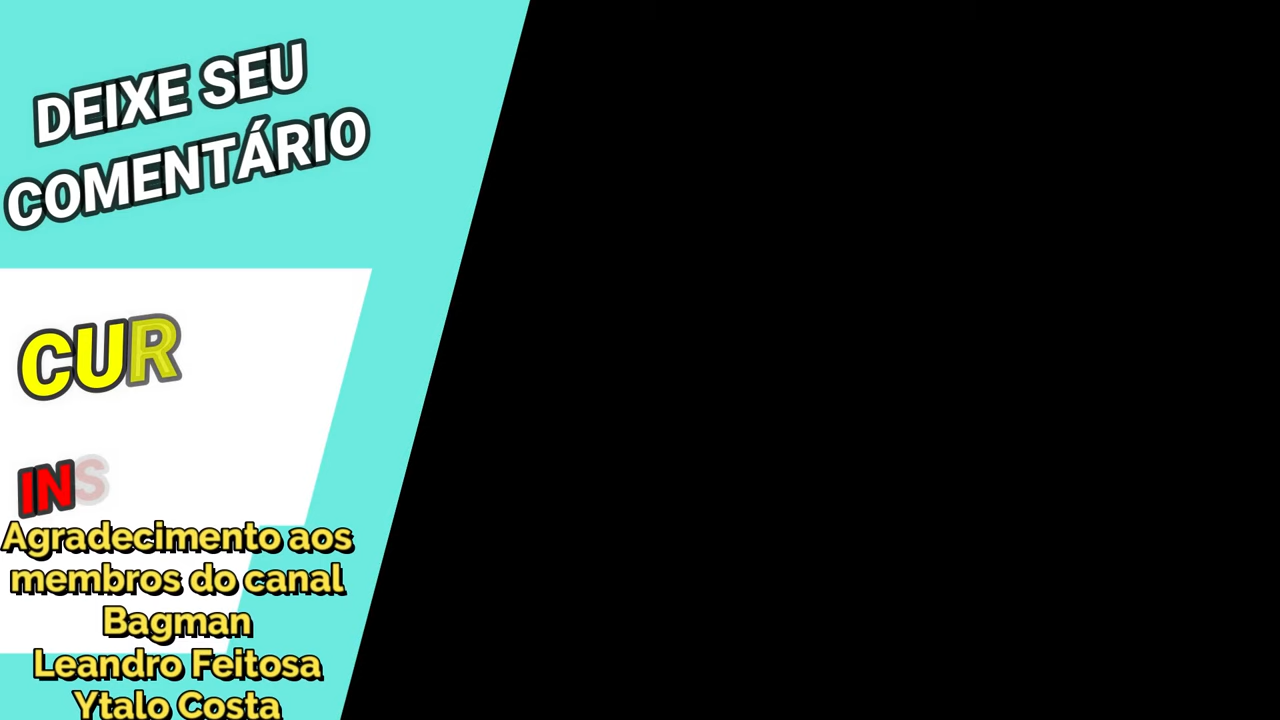 DEIXE SEU
COMENTÁRIO
CUR
INS
Agradecimento aos
membros do canal
Bagman
Leandro Feitosa
Ytalo Costa